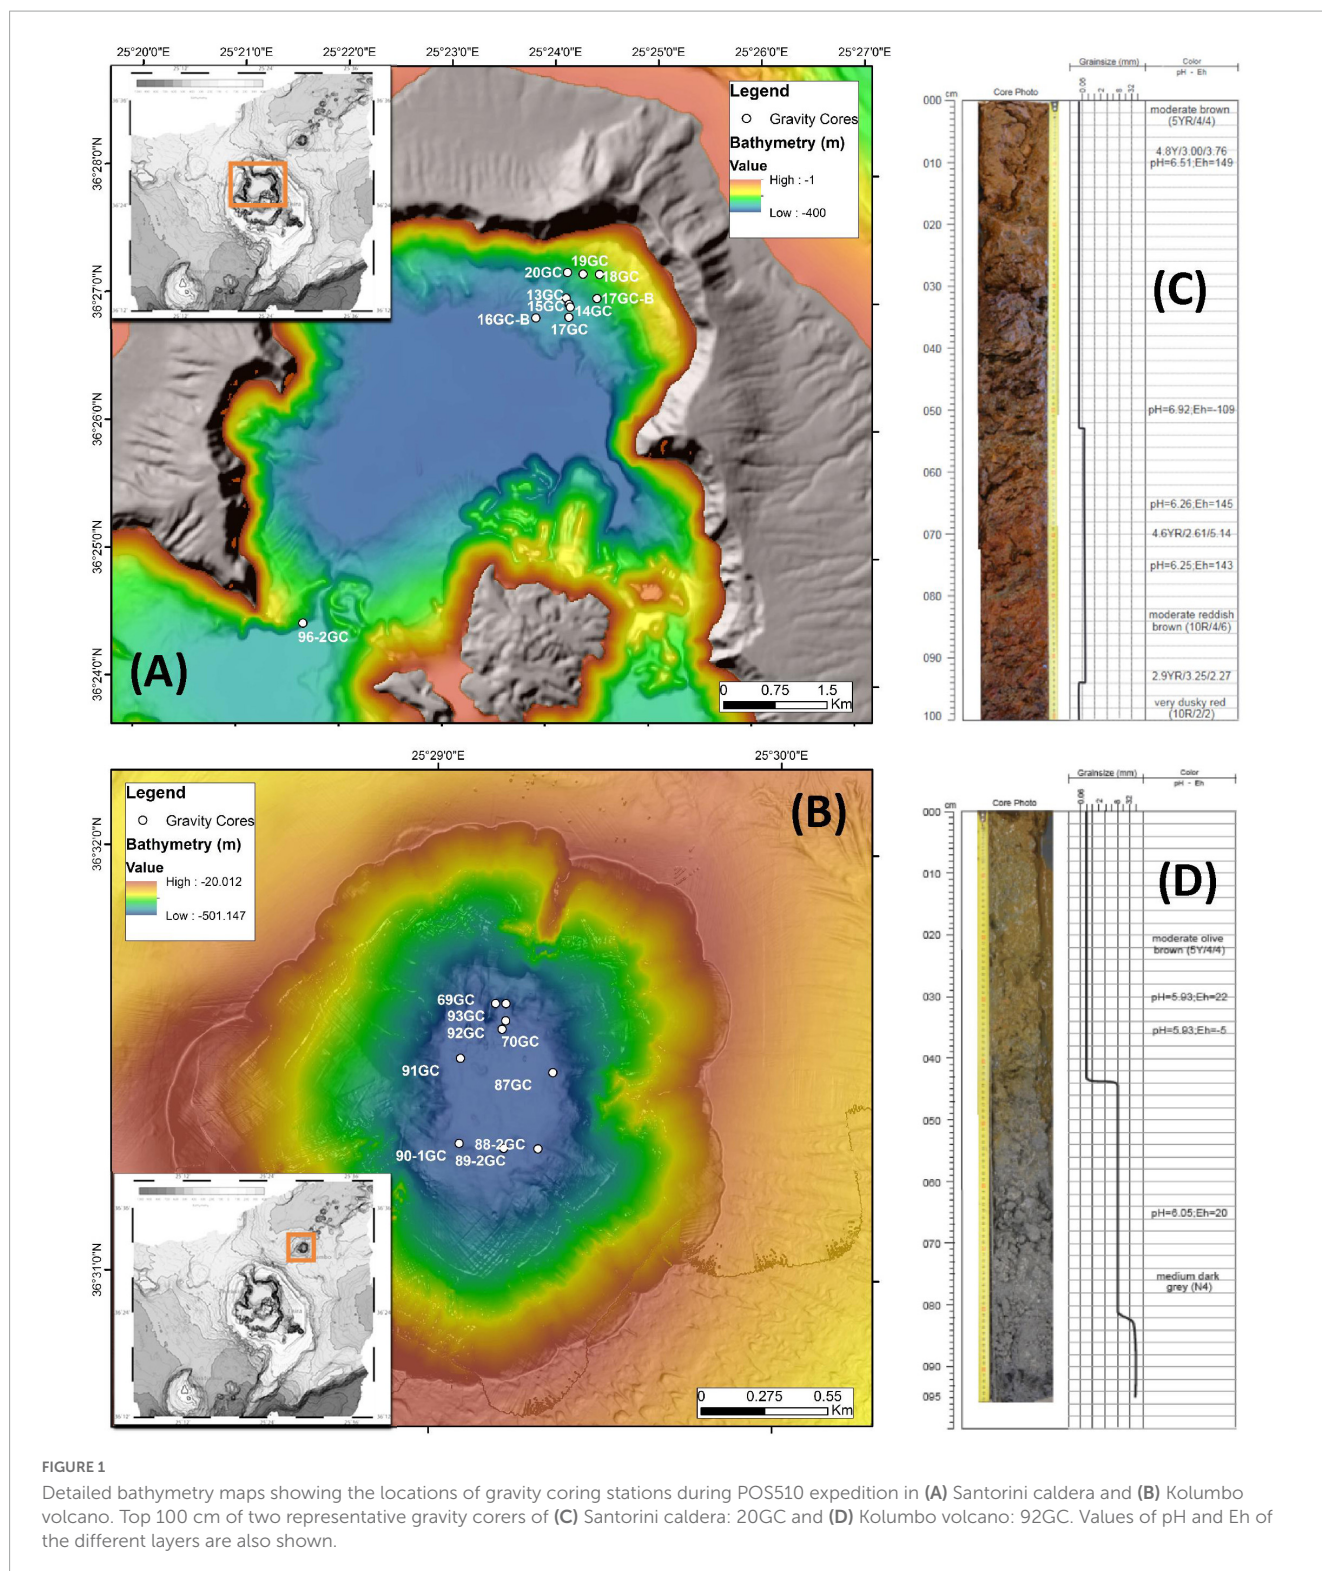 25°20'0"E 25°21'0"E 25°22'0"E 25°23'0"E 25°24'0"E 25°25'0"E 25°26'0"E 25°27'0"E
36°28'0"N
36°27'0"N
36°26'0"N
36°25'0"N
36°24'0"N
Legend
Gravity Cores
Bathymetry (m)
Value
High : -1
Low : -400
19GC
20GC
18GC
13GC
17GC-B
15GC
14GC
16GC-B
17GC
96-2GC
(A)
0 0.75 1.5
Km
Grainsize (mm)
Color
pH - Eh
cm
Core Photo
0.06 2 8 32
000
010
020
030
040
050
060
070
080
090
100
moderate brown
(5YR/4/4)
4.8Y/3.00/3.76
pH=6.51;Eh=149
pH=6.92;Eh=-109
pH=6.26;Eh=145
4.6YR/2.61/5.14
pH=6.25;Eh=143
moderate reddish
brown (10R/4/6)
2.9YR/3.25/2.27
very dusky red
(10R/2/2)
(C)
25°29'0"E 25°30'0"E
36°32'0"N
36°31'0"N
Legend
Gravity Cores
Bathymetry (m)
Value
High : -20.012
Low : -501.147
(B)
69GC
93GC
92GC
70GC
91GC
87GC
88-2GC
90-1GC
89-2GC
0 0.275 0.55
Km
Grainsize (mm)
Color
pH - Eh
cm
Core Photo
0.06 2 8 32
000
010
020
030
040
050
060
070
080
090
095
moderate olive
brown (5Y/4/4)
pH=5.93;Eh=22
pH=5.93;Eh=-5
pH=6.05;Eh=20
medium dark
grey (N4)
(D)
FIGURE 1
Detailed bathymetry maps showing the locations of gravity coring stations during POS510 expedition in (A) Santorini caldera and (B) Kolumbo
volcano. Top 100 cm of two representative gravity corers of (C) Santorini caldera: 20GC and (D) Kolumbo volcano: 92GC. Values of pH and Eh of
the different layers are also shown.